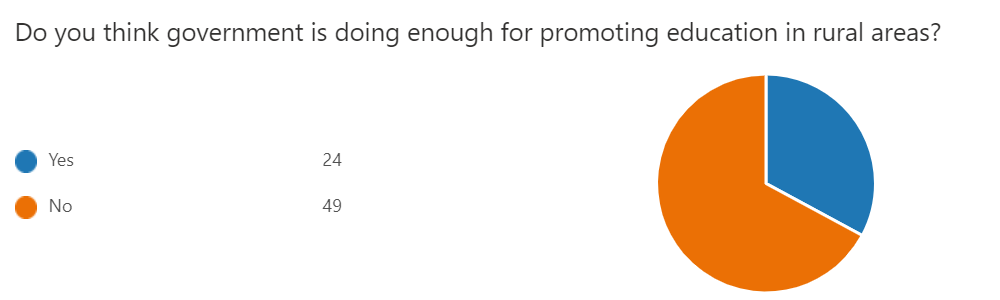 Do you think government is doing enough for promoting education in rural areas?
Yes 24
No 49